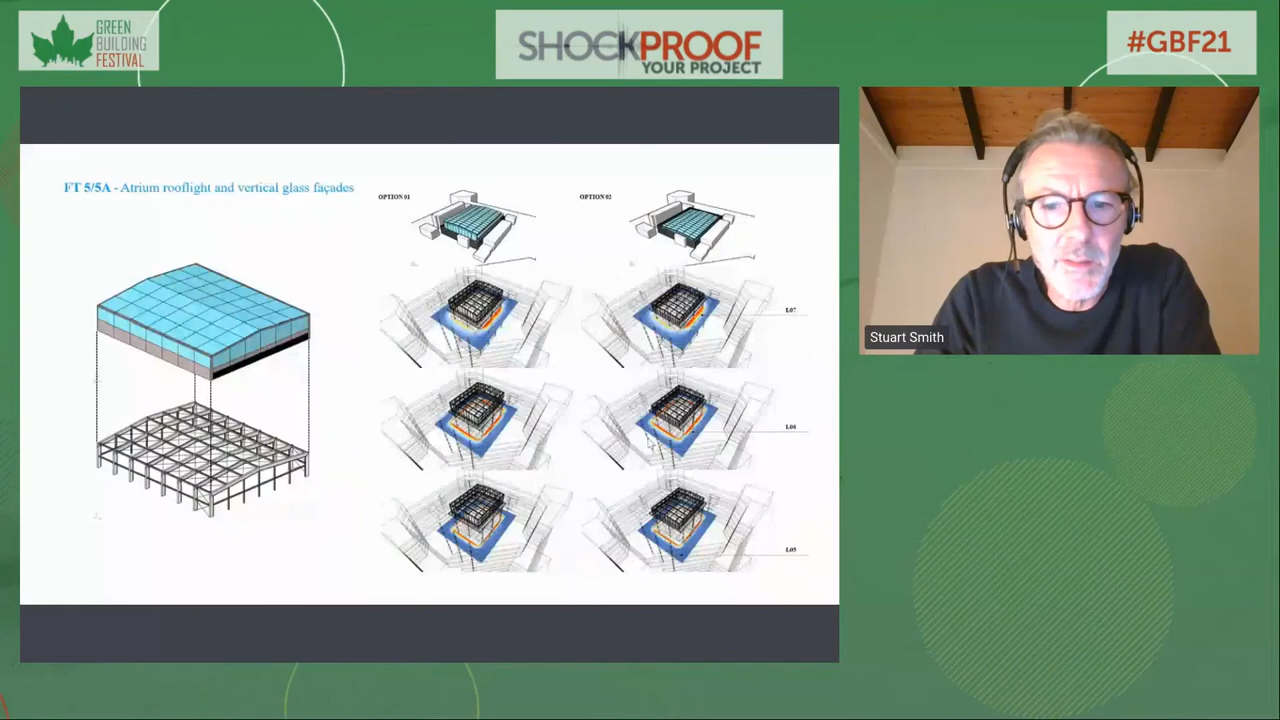 GREEN
BUILDING
FESTIVAL
SHOCKPROOF
YOUR PROJECT
#GBF21
FT 5/5A - Atrium rooflight and vertical glass façades
OPTION 01
OPTION 02
L07
L06
L05
Stuart Smith